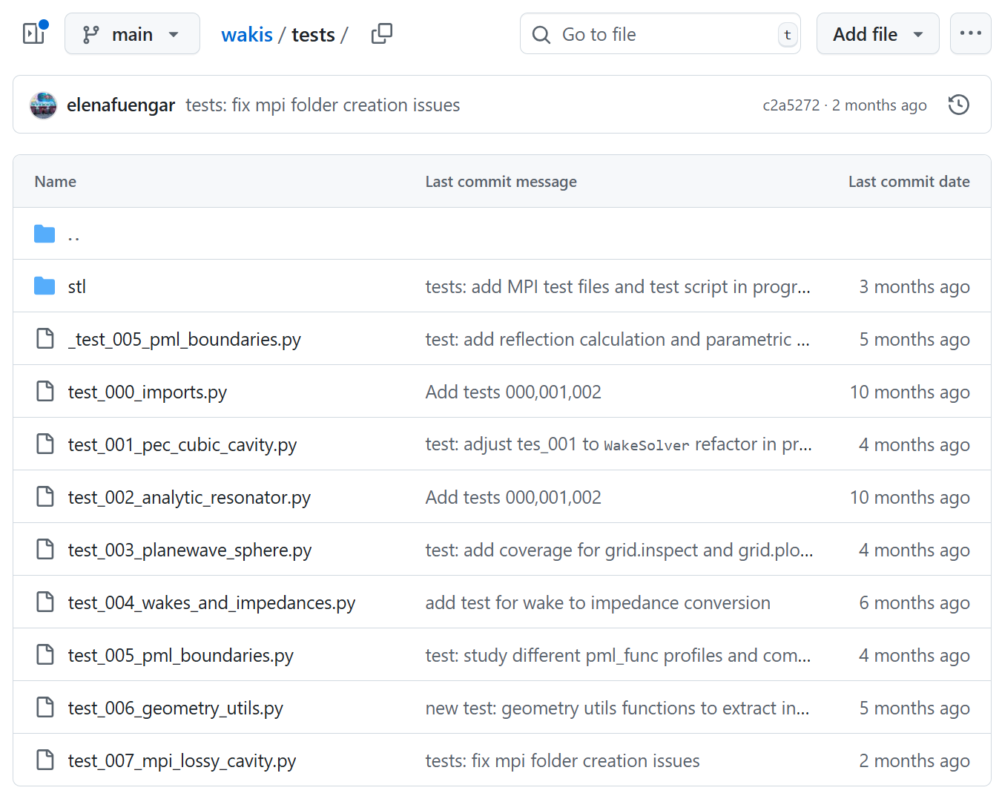 main
wakis / tests /
Go to file
t
Add file
elenafuengar tests: fix mpi folder creation issues
c2a5272 · 2 months ago
Name Last commit message Last commit date
..
stl tests: add MPI test files and test script in progr... 3 months ago
_test_005_pml_boundaries.py test: add reflection calculation and parametric ... 5 months ago
test_000_imports.py Add tests 000,001,002 10 months ago
test_001_pec_cubic_cavity.py test: adjust tes_001 to WakeSolver refactor in pr... 4 months ago
test_002_analytic_resonator.py Add tests 000,001,002 10 months ago
test_003_planewave_sphere.py test: add coverage for grid.inspect and grid.plo... 4 months ago
test_004_wakes_and_impedances.py add test for wake to impedance conversion 6 months ago
test_005_pml_boundaries.py test: study different pml_func profiles and com... 4 months ago
test_006_geometry_utils.py new test: geometry utils functions to extract in... 5 months ago
test_007_mpi_lossy_cavity.py tests: fix mpi folder creation issues 2 months ago